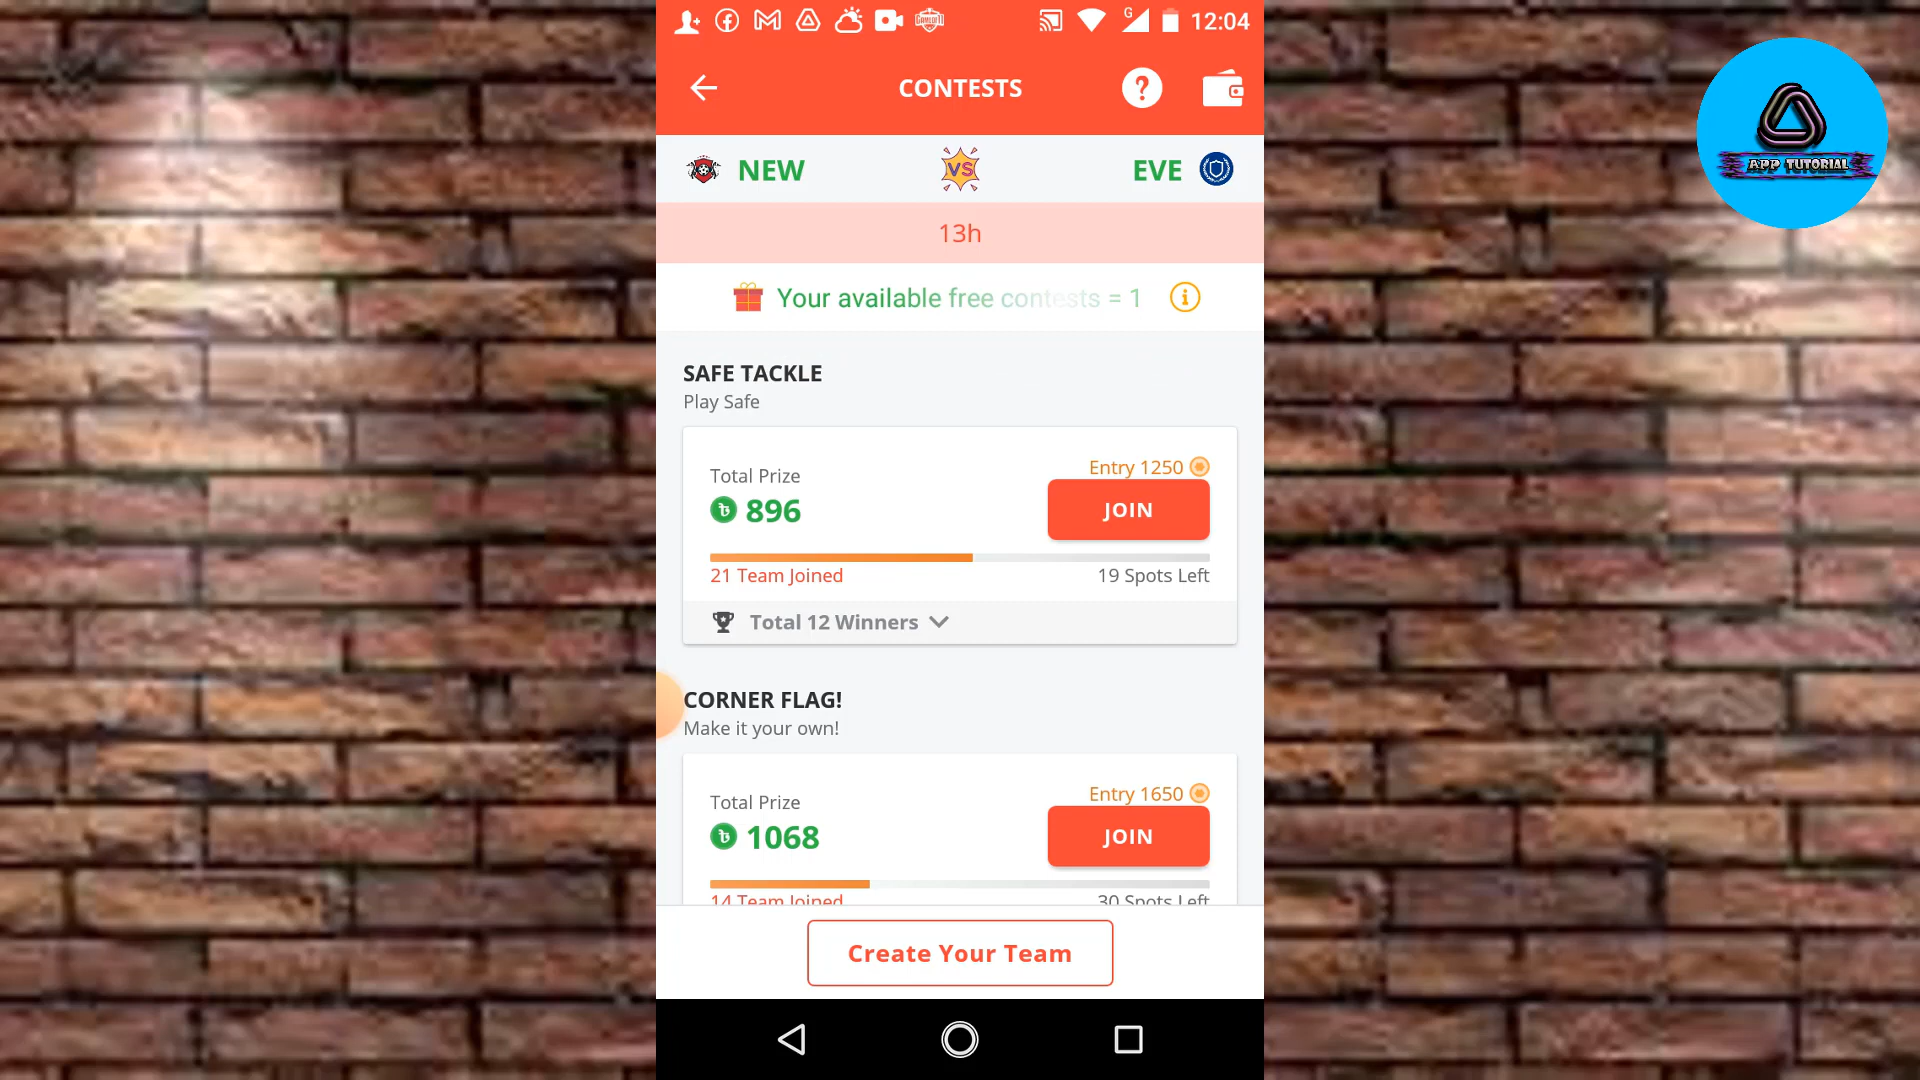 G 12:04
CONTESTS
NEW VS EVE
13h
Your available free contests = 1
SAFE TACKLE
Play Safe
Total Prize
Entry 1250
৳ 896
JOIN
21 Team Joined
19 Spots Left
Total 12 Winners
CORNER FLAG!
Make it your own!
Total Prize
Entry 1650
৳ 1068
JOIN
14 Team Joined
30 Spots Left
Create Your Team
APP TUTORIAL